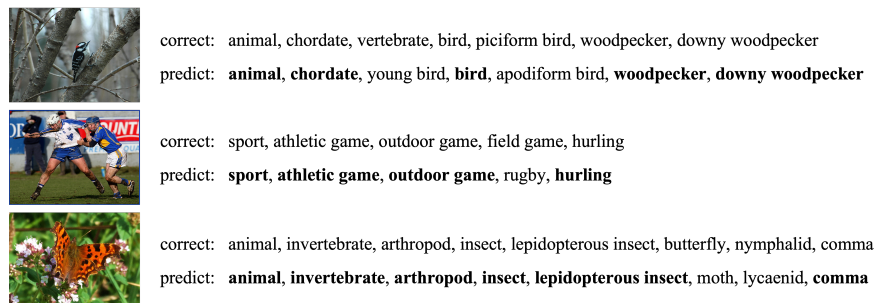 correct: animal, chordate, vertebrate, bird, piciform bird, woodpecker, downy woodpecker
predict: animal, chordate, young bird, bird, apodiform bird, woodpecker, downy woodpecker
correct: sport, athletic game, outdoor game, field game, hurling
predict: sport, athletic game, outdoor game, rugby, hurling
correct: animal, invertebrate, arthropod, insect, lepidopterous insect, butterfly, nymphalid, comma
predict: animal, invertebrate, arthropod, insect, lepidopterous insect, moth, lycaenid, comma